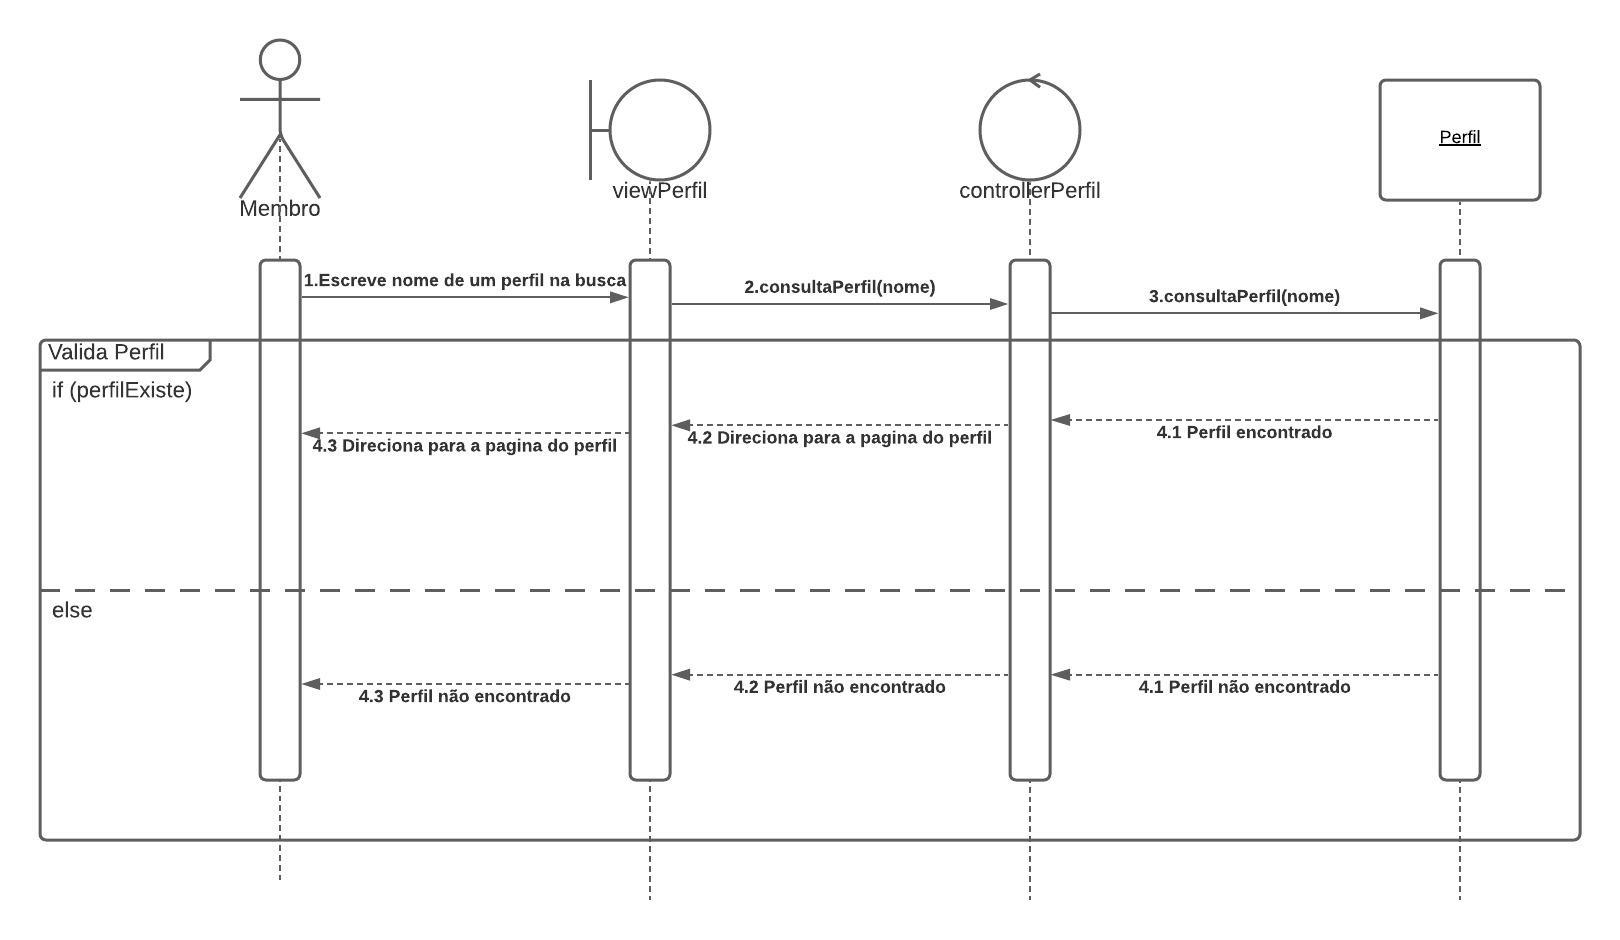 Membro
viewPerfil
controllerPerfil
Perfil
1.Escreve nome de um perfil na busca
2.consultaPerfil(nome)
3.consultaPerfil(nome)
Valida Perfil
if (perfilExiste)
4.3 Direciona para a pagina do perfil
4.2 Direciona para a pagina do perfil
4.1 Perfil encontrado
else
4.3 Perfil não encontrado
4.2 Perfil não encontrado
4.1 Perfil não encontrado